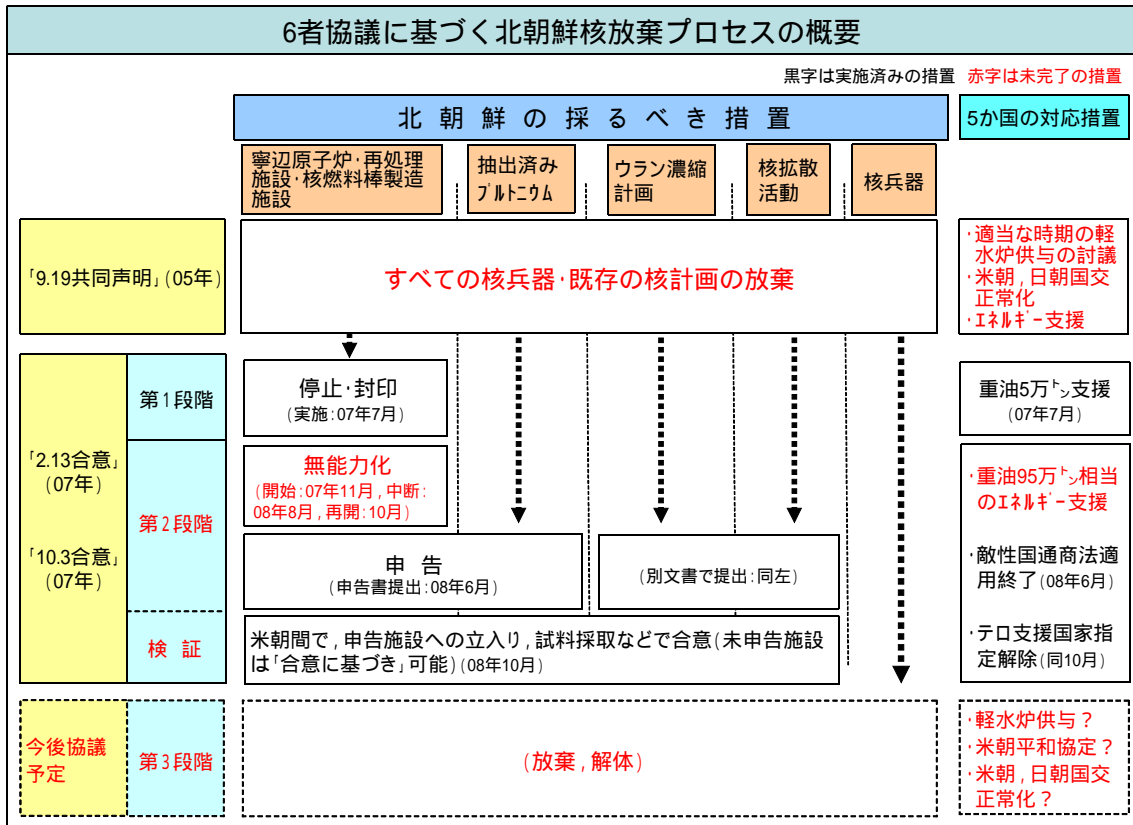 6者協議に基づく北朝鮮核放棄プロセスの概要
黒字は実施済みの措置 赤字は未完了の措置
北朝鮮の採るべき措置
5か国の対応措置
寧辺原子炉・再処理
施設・核燃料棒製造
施設
抽出済み
プルトニウム
ウラン濃縮
計画
核拡散
活動
核兵器
「9.19共同声明」(05年)
すべての核兵器・既存の核計画の放棄
・適当な時期の軽
水炉供与の討議
・米朝,日朝国交
正常化
・エネルギー支援
「2.13合意」
(07年)
「10.3合意」
(07年)
第1段階
停止・封印
(実施:07年7月)
重油5万トン支援
(07年7月)
第2段階
無能力化
(開始:07年11月,中断:
08年8月,再開:10月)
申告
(申告書提出:08年6月)
(別文書で提出:同左)
・重油95万トン相当
のエネルギー支援
・敵性国通商法適
用終了(08年6月)
・テロ支援国家指
定解除(同10月)
検証
米朝間で,申告施設への立入り,試料採取などで合意(未申告施設
は「合意に基づき」可能)(08年10月)
今後協議
予定
第3段階
(放棄,解体)
・軽水炉供与?
・米朝平和協定?
・米朝,日朝国交
正常化?